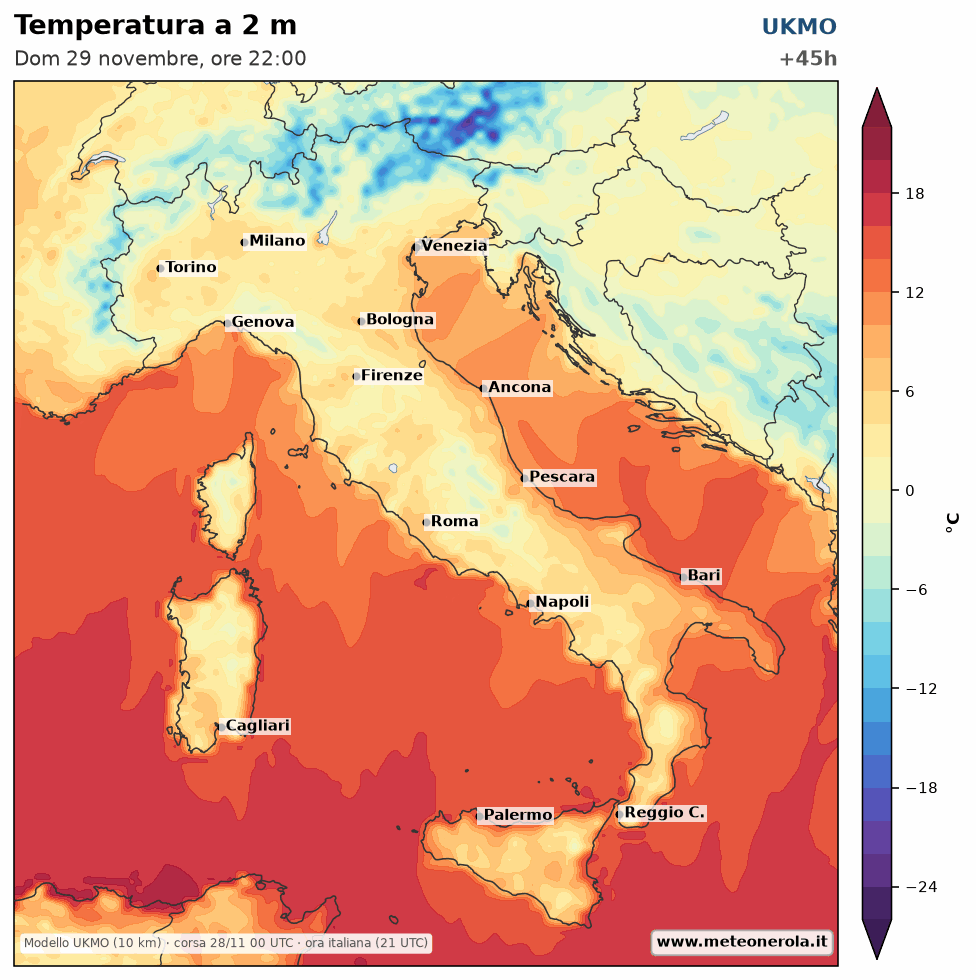 Temperatura a 2 m
UKMO
Dom 29 novembre, ore 22:00
+45h
Milano
Venezia
Torino
Genova
Bologna
Firenze
Ancona
Pescara
Roma
Bari
Napoli
Cagliari
Palermo
Reggio C.
18
12
6
0
−6
−12
−18
−24
°C
Modello UKMO (10 km) · corsa 28/11 00 UTC · ora italiana (21 UTC)
www.meteonerola.it